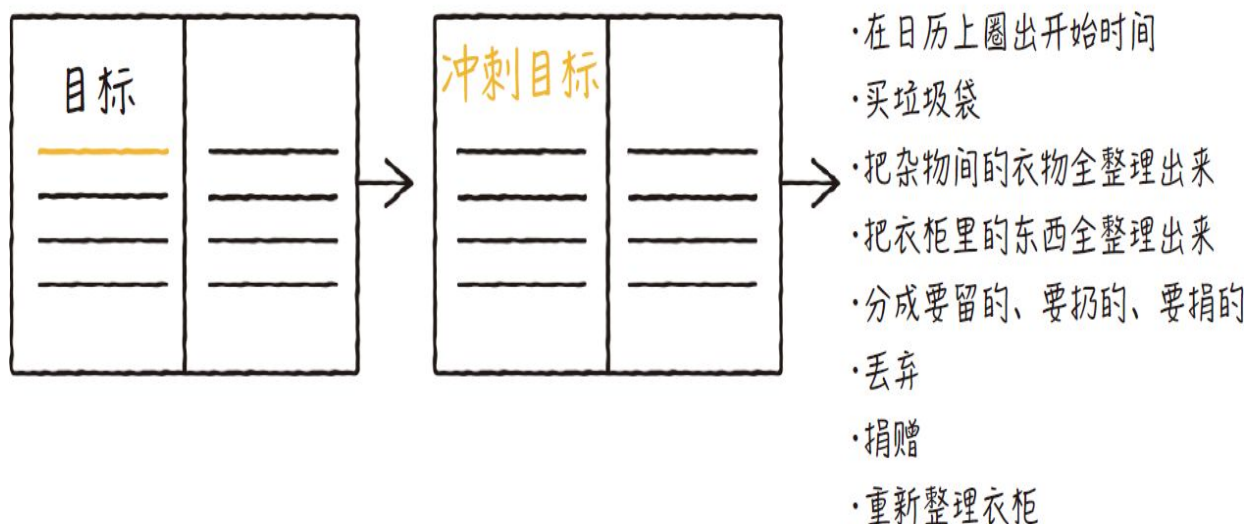 目标
冲刺目标
·在日历上圈出开始时间
·买垃圾袋
·把杂物间的衣物全整理出来
·把衣柜里的东西全整理出来
·分成要留的、要扔的、要捐的
·丢弃
·捐赠
·重新整理衣柜